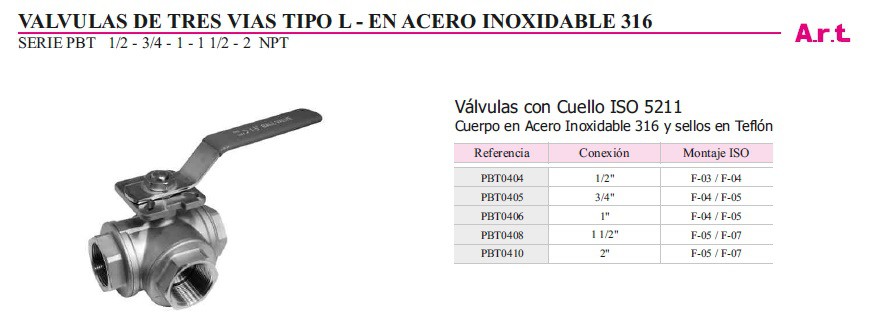 VALVULAS DE TRES VIAS TIPO L - EN ACERO INOXIDABLE 316
SERIE PBT 1/2 - 3/4 - 1 - 1 1/2 - 2 NPT
A.r.t.
Válvulas con Cuello ISO 5211
Cuerpo en Acero Inoxidable 316 y sellos en Teflón
Referencia Conexión Montaje ISO
PBT0404 1/2" F-03 / F-04
PBT0405 3/4" F-04 / F-05
PBT0406 1" F-04 / F-05
PBT0408 1 1/2" F-05 / F-07
PBT0410 2" F-05 / F-07